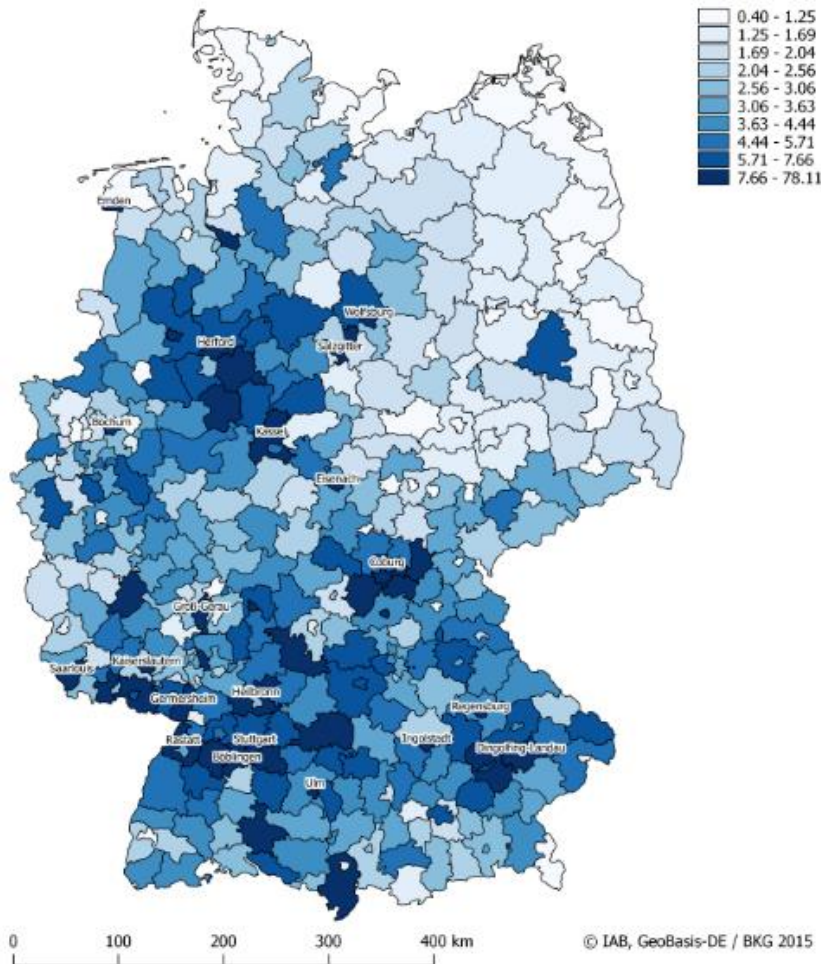 0.40 - 1.25
1.25 - 1.69
1.69 - 2.04
2.04 - 2.56
2.56 - 3.06
3.06 - 3.63
3.63 - 4.44
4.44 - 5.71
5.71 - 7.66
7.66 - 78.11
Emden
Wolfsburg
Herford
Salzgitter
Bochum
Kassel
Eisenach
Coburg
Groß-Gerau
Saarlouis
Kaiserslautern
Germersheim
Heilbronn
Regensburg
Rastatt
Stuttgart
Ingolstadt
Dingolfing-Landau
Böblingen
Ulm
0 100 200 300 400 km
© IAB, GeoBasis-DE / BKG 2015